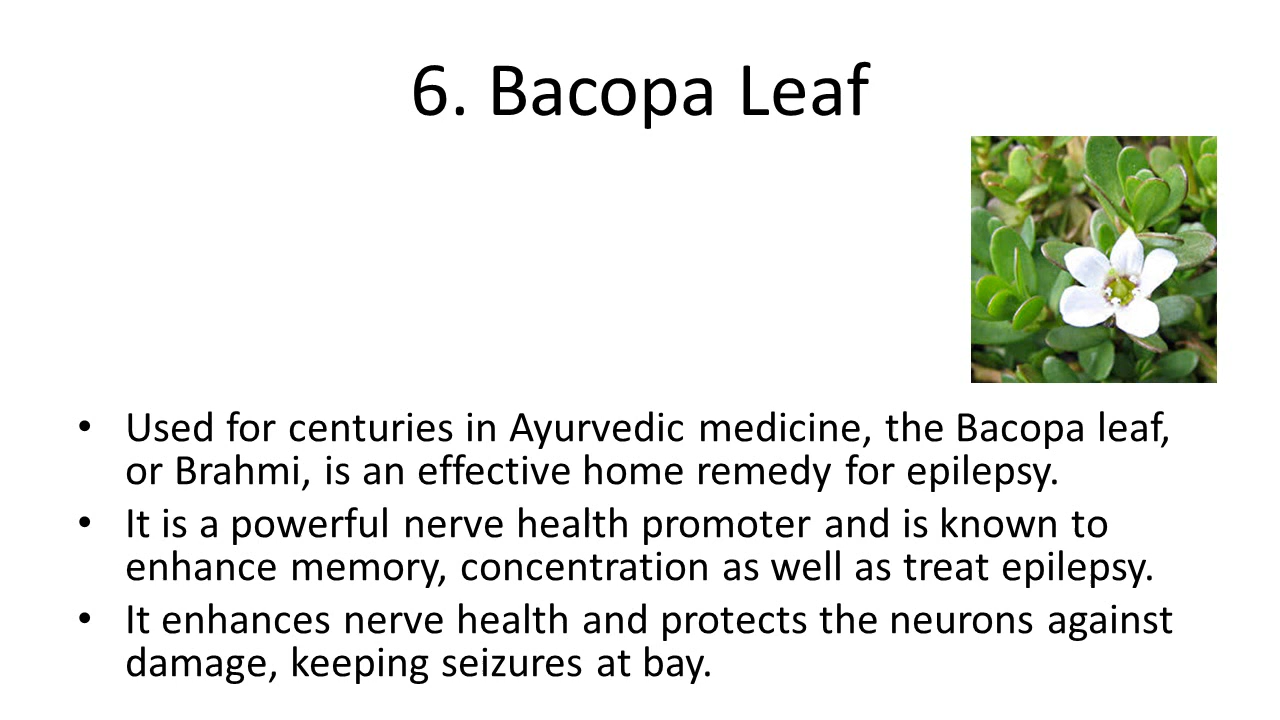 6. Bacopa Leaf
• Used for centuries in Ayurvedic medicine, the Bacopa leaf,
or Brahmi, is an effective home remedy for epilepsy.
• It is a powerful nerve health promoter and is known to
enhance memory, concentration as well as treat epilepsy.
• It enhances nerve health and protects the neurons against
damage, keeping seizures at bay.